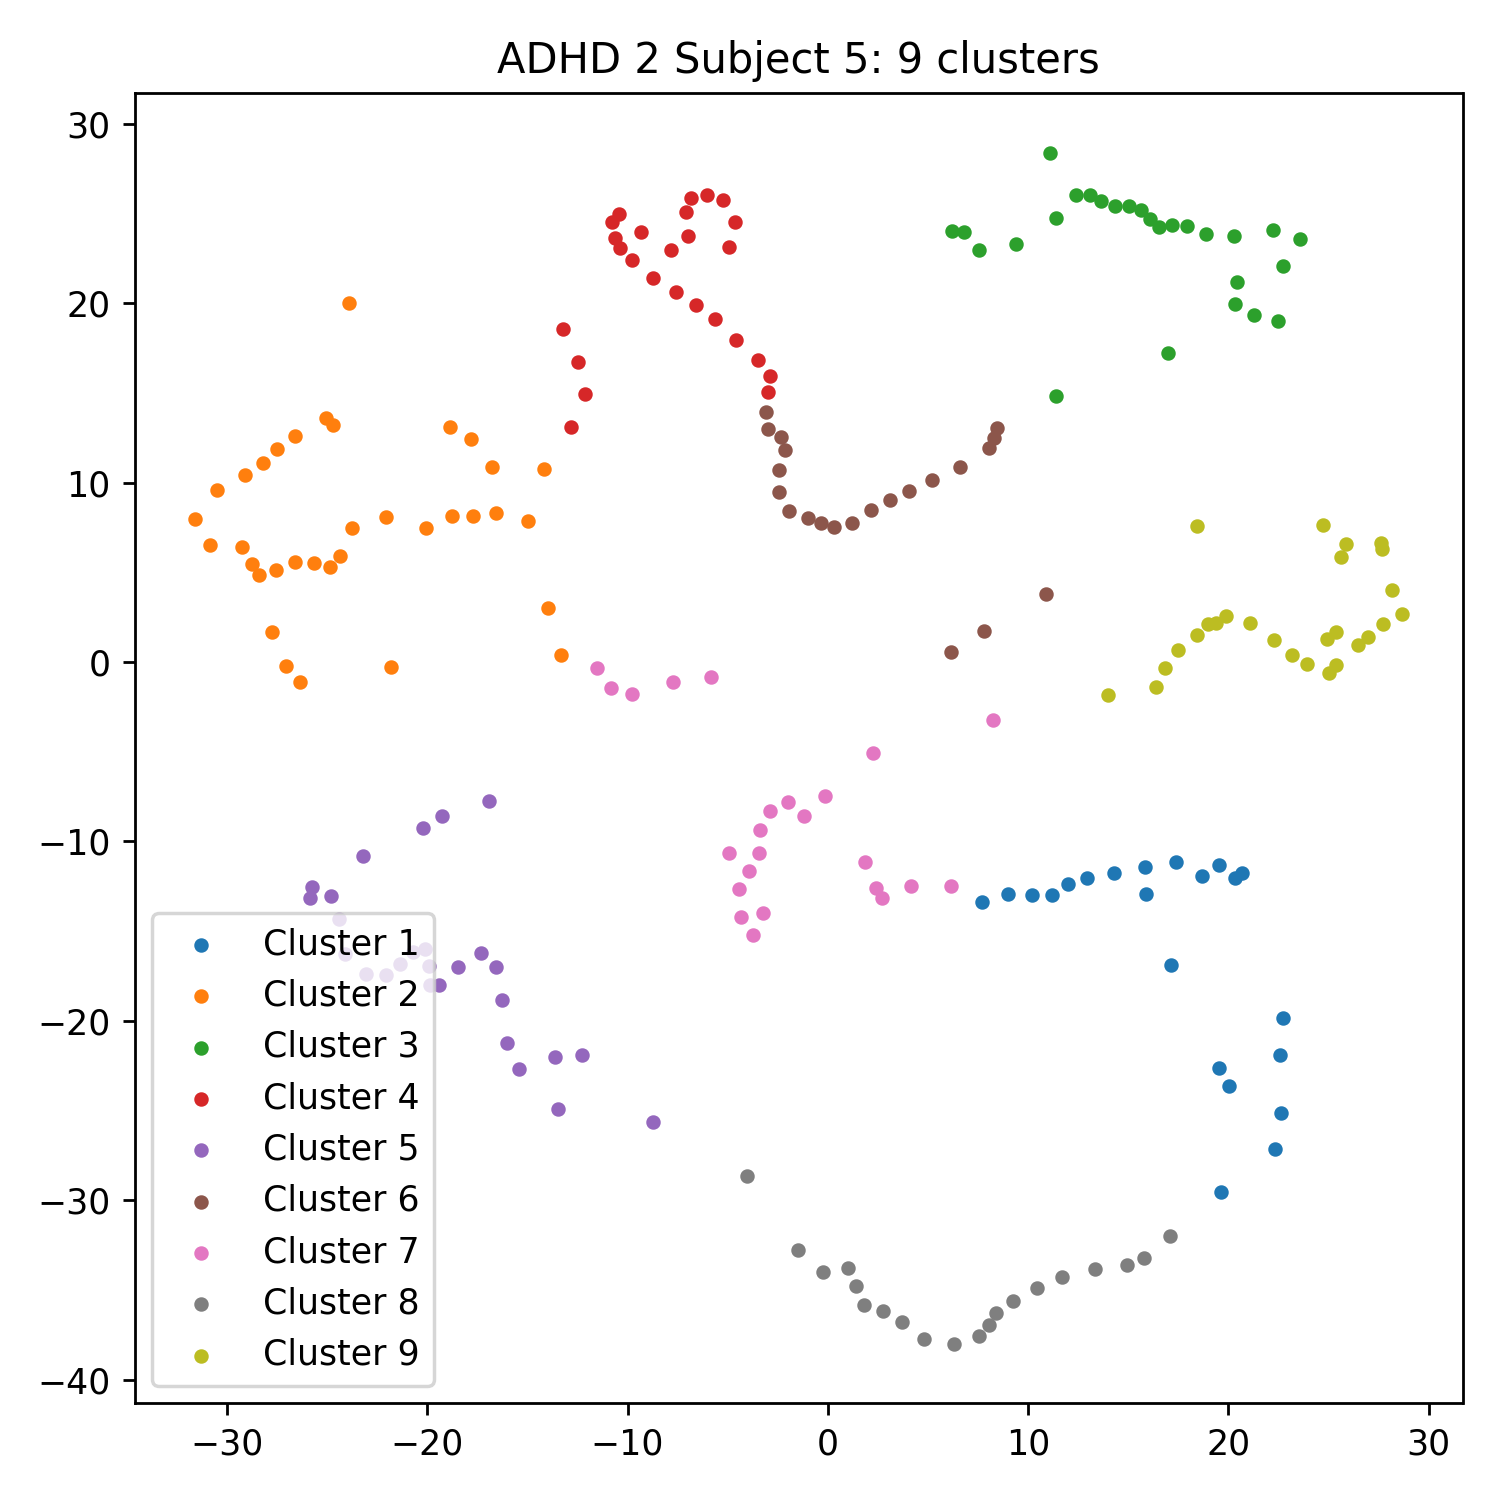 ADHD 2 Subject 5: 9 clusters
30
20
10
0
−10
−20
−30
−40
Cluster 1
Cluster 2
Cluster 3
Cluster 4
Cluster 5
Cluster 6
Cluster 7
Cluster 8
Cluster 9
−30 −20 −10 0 10 20 30